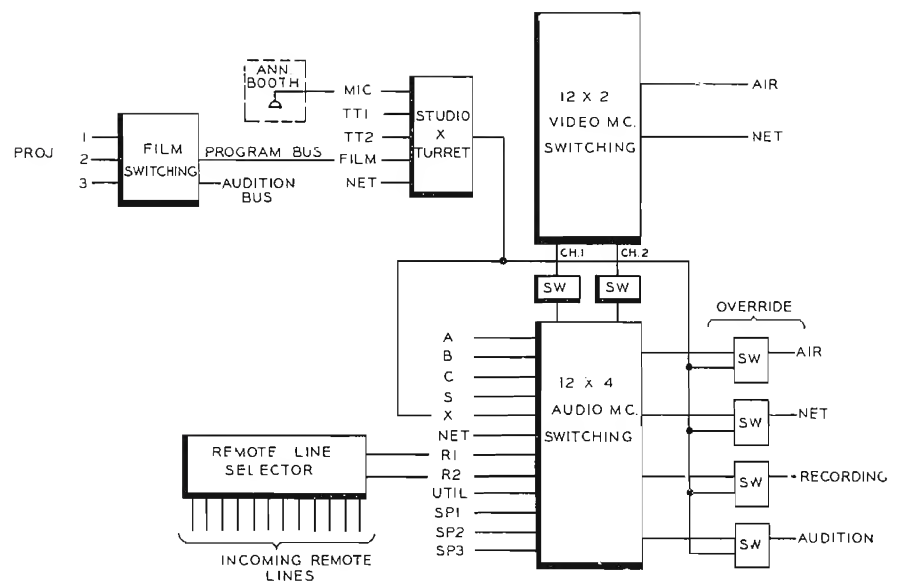 ANN.
BOOTH
MIC
TT1
TT2
FILM
NET
STUDIO
X
TURRET
PROJ
1
2
3
FILM
SWITCHING
PROGRAM BUS
AUDITION
BUS
12 X 2
VIDEO M.C.
SWITCHING
AIR
NET
CH.1
CH.2
SW
SW
OVERRIDE
A
B
C
S
X
NET
R1
R2
UTIL
SP1
SP2
SP3
12 X 4
AUDIO M.C.
SWITCHING
SW
AIR
SW
NET
SW
RECORDING
SW
AUDITION
REMOTE LINE
SELECTOR
INCOMING REMOTE
LINES